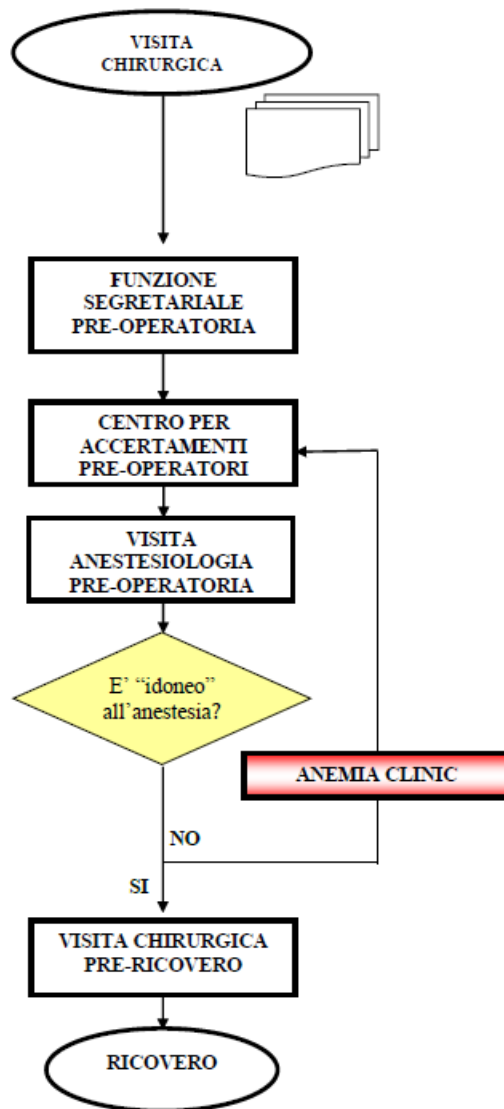 VISITA
CHIRURGICA
FUNZIONE
SEGRETARIALE
PRE-OPERATORIA
CENTRO PER
ACCERTAMENTI
PRE-OPERATORI
VISITA
ANESTESIOLOGIA
PRE-OPERATORIA
E' “idoneo”
all'anestesia?
ANEMIA CLINIC
NO
SI
VISITA CHIRURGICA
PRE-RICOVERO
RICOVERO